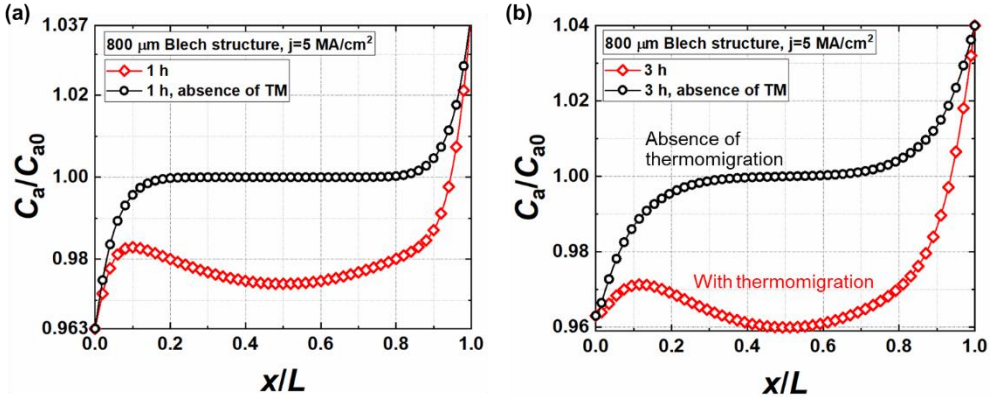 (a)
1.037
1.02
1.00
0.98
0.963
Ca/Ca0
800 μm Blech structure, j=5 MA/cm²
1 h
1 h, absence of TM
0.0 0.2 0.4 0.6 0.8 1.0
x/L
(b)
1.04
1.02
1.00
0.98
0.96
Ca/Ca0
800 μm Blech structure, j=5 MA/cm²
3 h
3 h, absence of TM
Absence of
thermomigration
With thermomigration
0.0 0.2 0.4 0.6 0.8 1.0
x/L